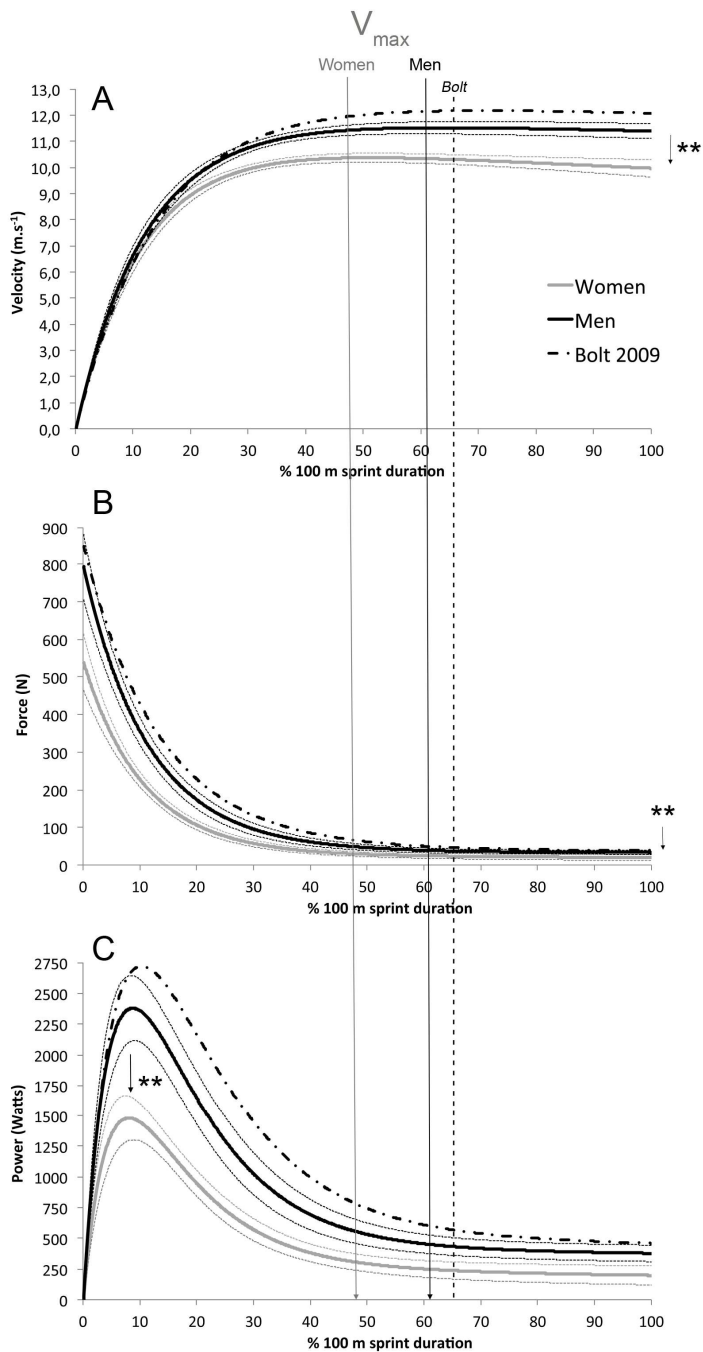 Vmax
Women Men
Bolt
A
13,0
12,0
11,0
10,0
9,0
8,0
7,0
6,0
5,0
4,0
3,0
2,0
1,0
0,0
Velocity (m.s-1)
**
Women
Men
Bolt 2009
0 10 20 30 40 50 60 70 80 90 100
% 100 m sprint duration
B
900
800
700
600
500
400
300
200
100
0
Force (N)
**
0 10 20 30 40 50 60 70 80 90 100
% 100 m sprint duration
C
2750
2500
2250
2000
1750
1500
1250
1000
750
500
250
0
Power (Watts)
**
0 10 20 30 40 50 60 70 80 90 100
% 100 m sprint duration